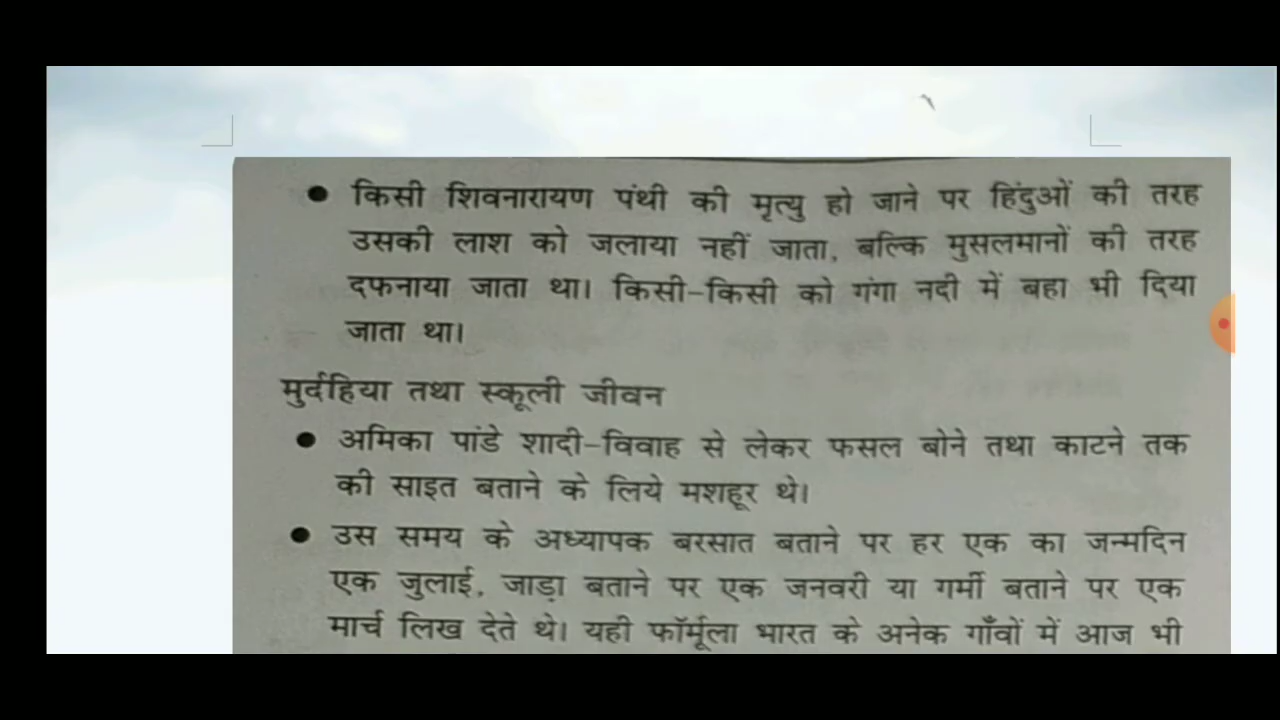 ● किसी शिवनारायण पंथी की मृत्यु हो जाने पर हिंदुओं की तरह
उसकी लाश को जलाया नहीं जाता, बल्कि मुसलमानों की तरह
दफनाया जाता था। किसी-किसी को गंगा नदी में बहा भी दिया
जाता था।
मुर्दहिया तथा स्कूली जीवन
● अमिका पांडे शादी-विवाह से लेकर फसल बोने तथा काटने तक
की साइत बताने के लिये मशहूर थे।
● उस समय के अध्यापक बरसात बताने पर हर एक का जन्मदिन
एक जुलाई, जाड़ा बताने पर एक जनवरी या गर्मी बताने पर एक
मार्च लिख देते थे। यही फॉर्मूला भारत के अनेक गाँवों में आज भी